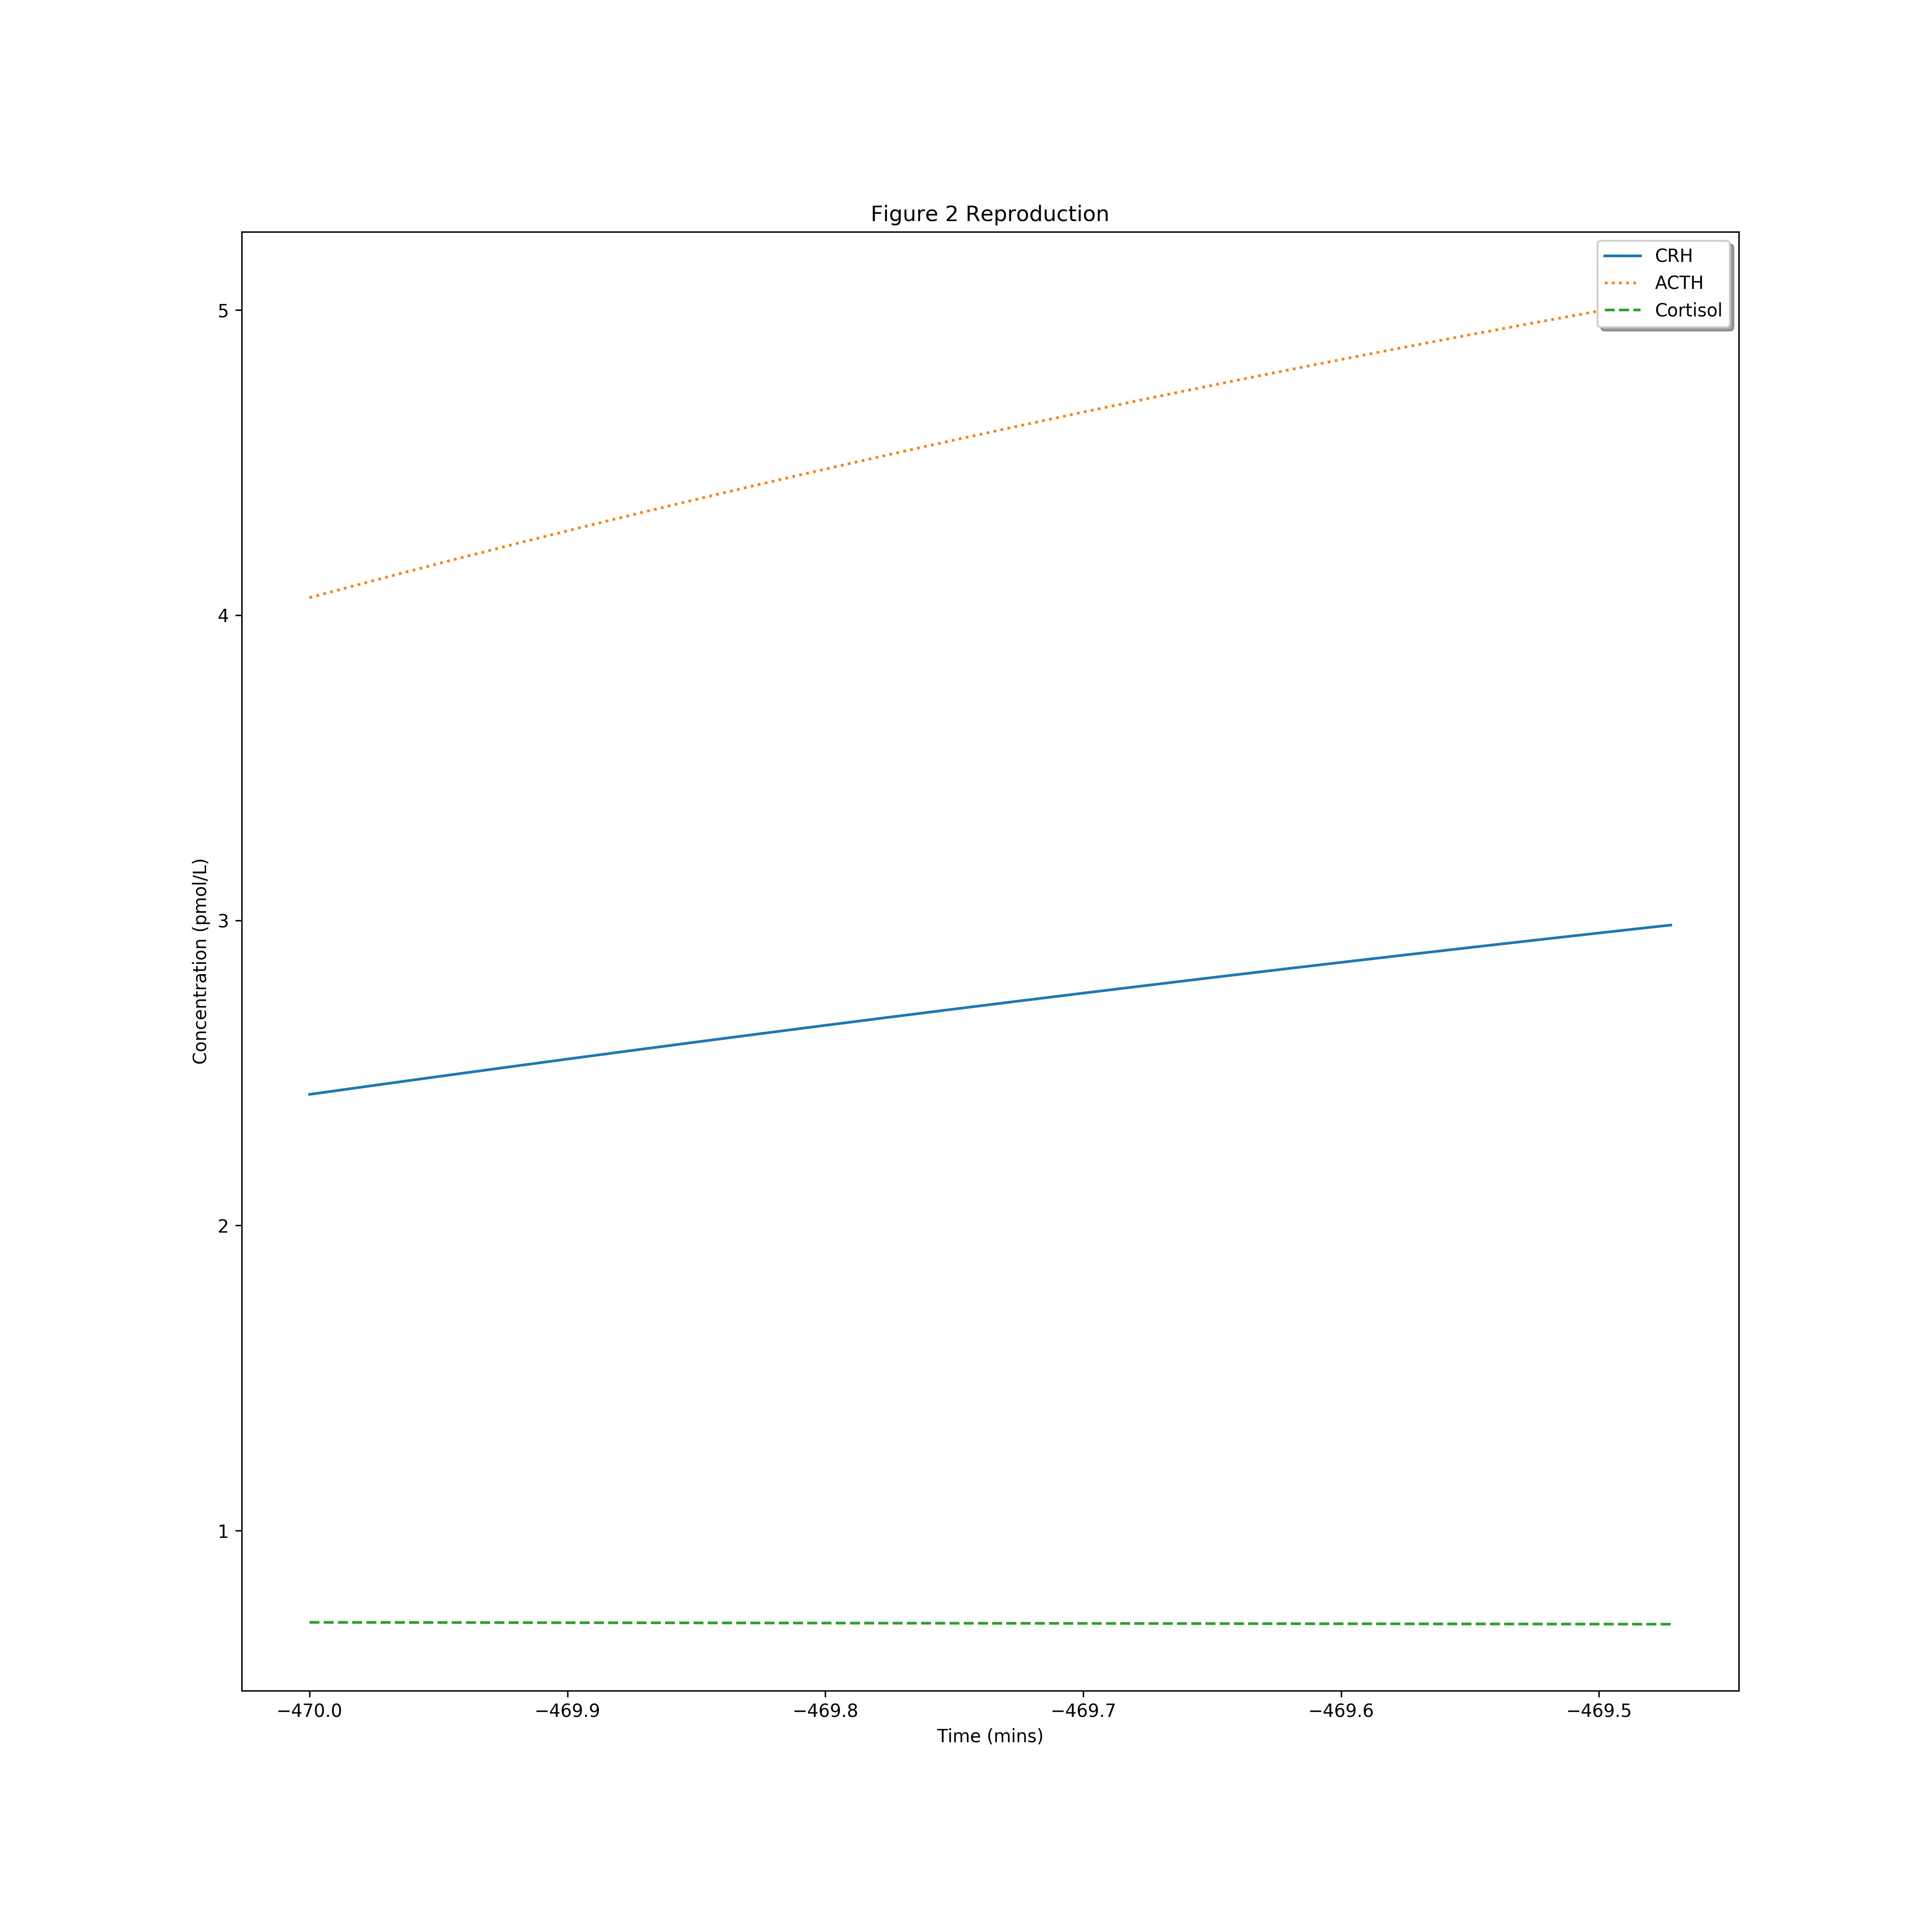 Figure 2 Reproduction
CRH
ACTH
Cortisol
5
4
3
2
1
Concentration (pmol/L)
−470.0 −469.9 −469.8 −469.7 −469.6 −469.5
Time (mins)